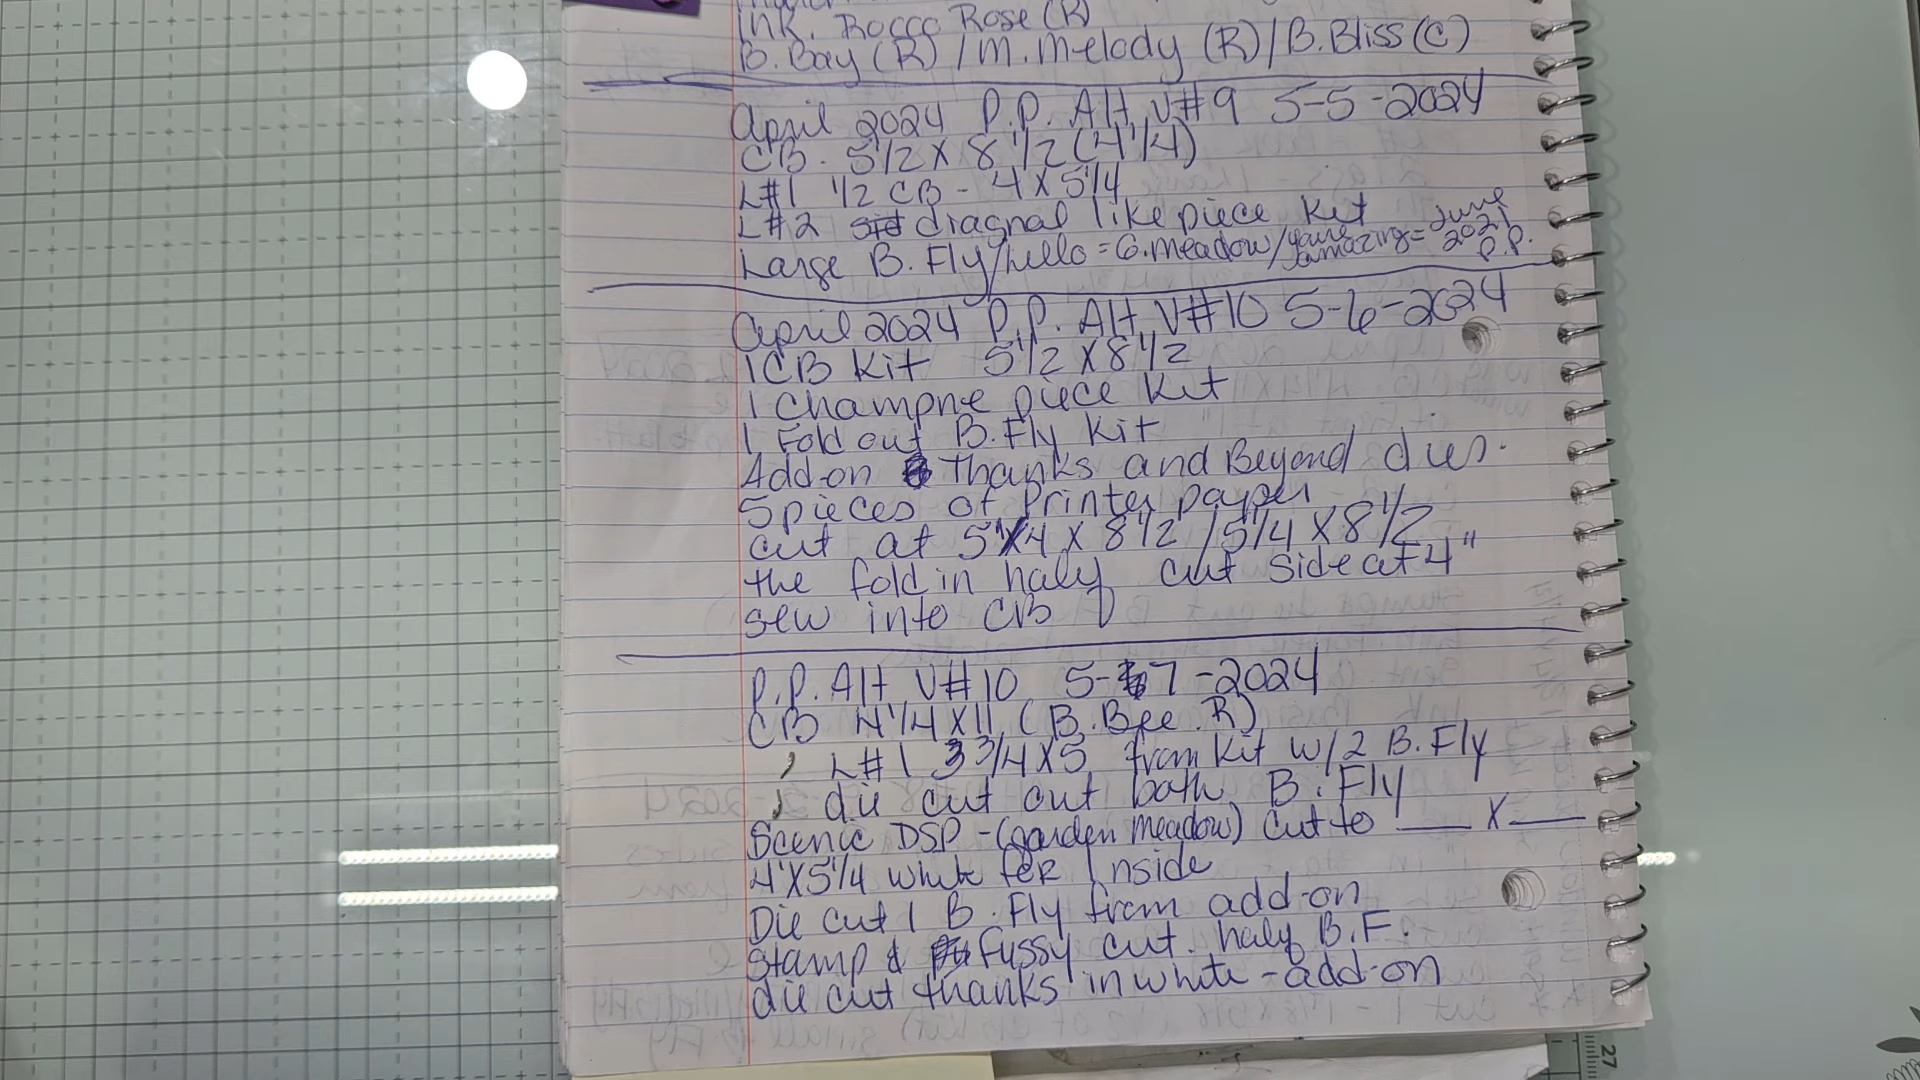 Ink. Rocco Rose (R)
B. Bay (R) / M. Melody (R) / B. Bliss (C)
April 2024 P.P. Alt. V#9 5-5-2024
CB - 5 1/2 X 8 1/2 (4 1/4)
L#1 1/2 CB - 4 X 5 1/4
L#2 diagnal like piece Kit
Large B. Fly/hello = G. meadow/you're amazing = June 2021 P.P.
April 2024 P.P. Alt. V#10 5-6-2024
1 CB Kit 5 1/2 X 8 1/2
1 Champne piece Kit
1 Fold out B. Fly Kit
Add-on Thanks and Beyond dies.
5 pieces of Printer paper
cut at 5 1/4 X 8 1/2 / 5 1/4 X 8 1/2
the fold in haly cut side at 4"
sew into CB
P.P. Alt V#10 5-7-2024
CB 4 1/4 X 11 (B. Bee R)
L#1 3 3/4 X 5 from Kit w/2 B. Fly
die cut out both B. Fly
Scenic DSP - (garden meadow) cut to ___ X ___
4 X 5 1/4 white for Inside
Die cut 1 B. Fly from add-on
Stamp & Fussy cut. haly B.F.
die cut thanks in white - add-on
27